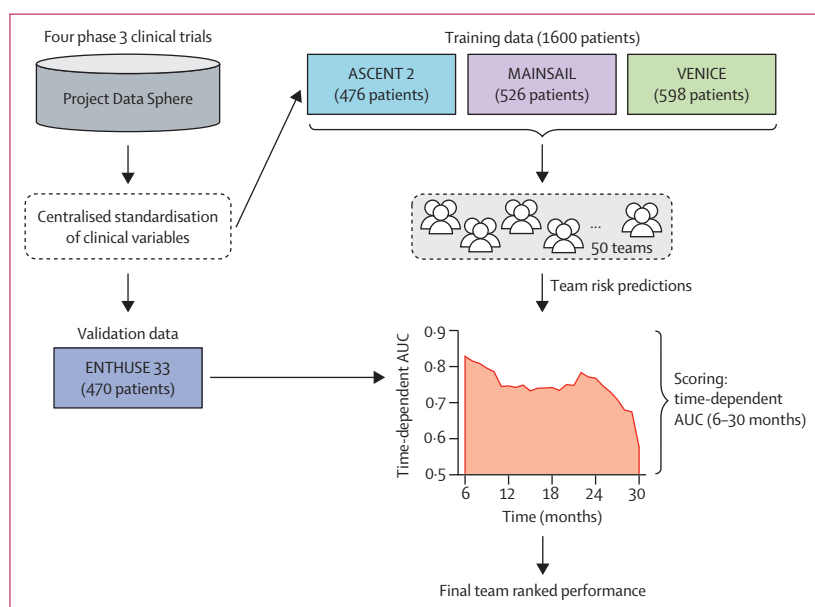 Four phase 3 clinical trials
Project Data Sphere
Centralised standardisation
of clinical variables
Validation data
ENTHUSE 33
(470 patients)
Training data (1600 patients)
ASCENT 2
(476 patients)
MAINSAIL
(526 patients)
VENICE
(598 patients)
...
50 teams
Team risk predictions
Time-dependent AUC
0·9
0·8
0·7
0·6
0·5
6
12
18
24
30
Time (months)
Scoring:
time-dependent
AUC (6–30 months)
Final team ranked performance